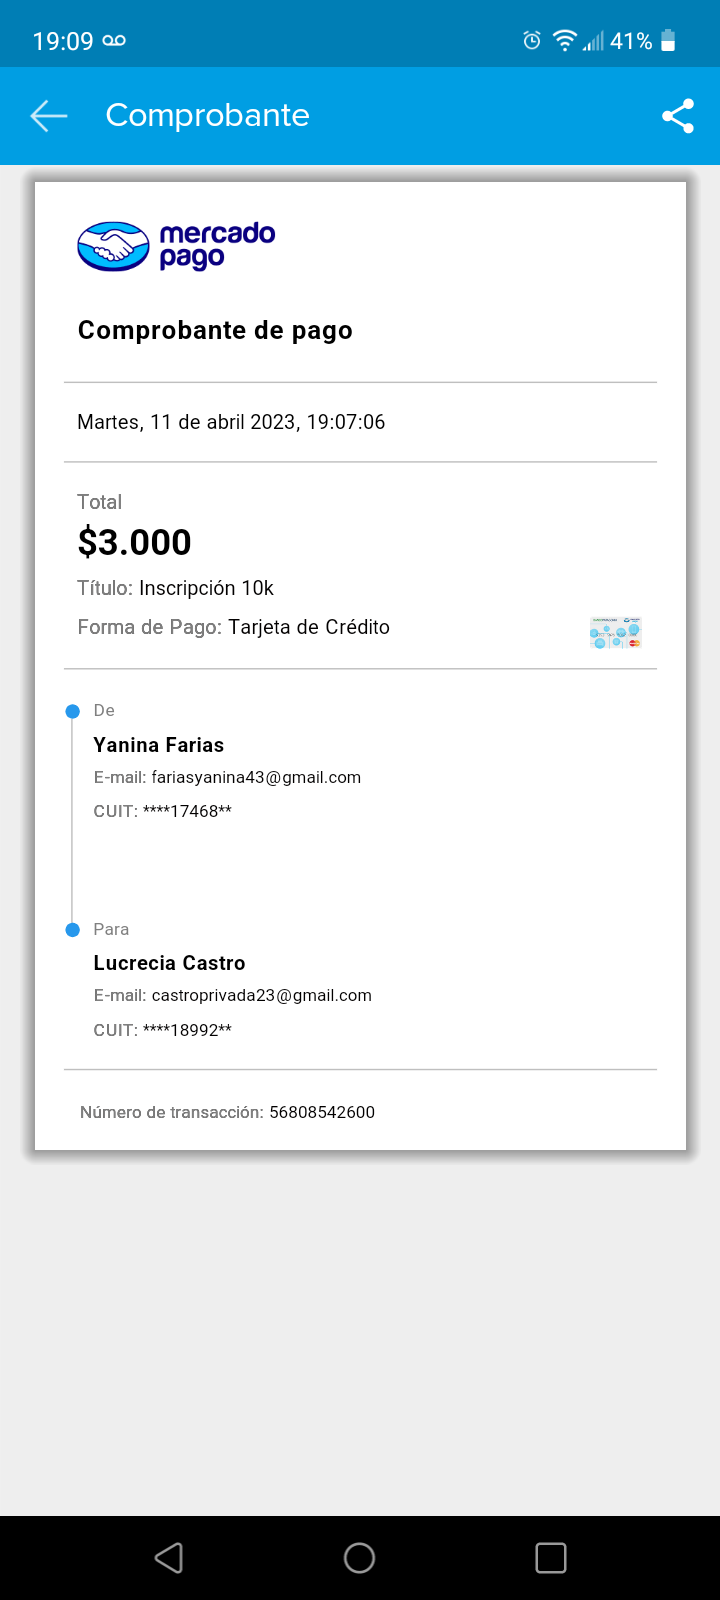 19:09 41%
Comprobante
mercado
pago
Comprobante de pago
Martes, 11 de abril 2023, 19:07:06
Total
$3.000
Título: Inscripción 10k
Forma de Pago: Tarjeta de Crédito
De
Yanina Farias
E-mail: fariasyanina43@gmail.com
CUIT: ****17468**
Para
Lucrecia Castro
E-mail: castroprivada23@gmail.com
CUIT: ****18992**
Número de transacción: 56808542600